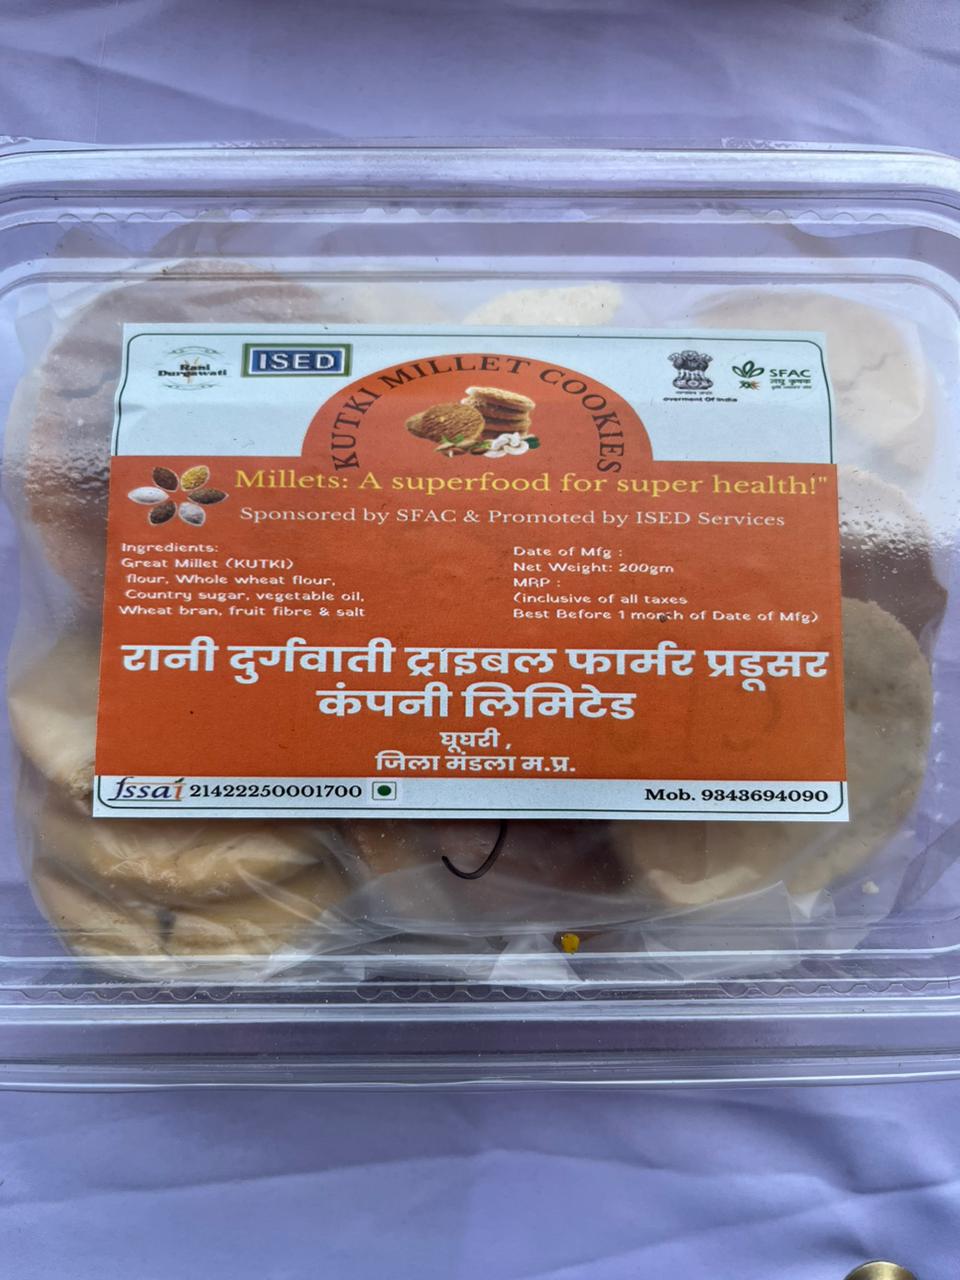 Rani
Durgawati
ISED
KUTKI MILLET COOKIES
overment Of India
SFAC
लघु कृषक
Millets: A superfood for super health!"
Sponsored by SFAC & Promoted by ISED Services
Ingredients:
Great Millet (KUTKI)
flour, Whole wheat flour,
Country sugar, vegetable oil,
Wheat bran, fruit fibre & salt
Date of Mfg :
Net Weight: 200gm
MRP :
(inclusive of all taxes
Best Before 1 month of Date of Mfg)
रानी दुर्गवाती ट्राइबल फार्मर प्रडूसर
कंपनी लिमिटेड
घूघरी ,
जिला मंडला म.प्र.
fssai 21422250001700
Mob. 9343694090